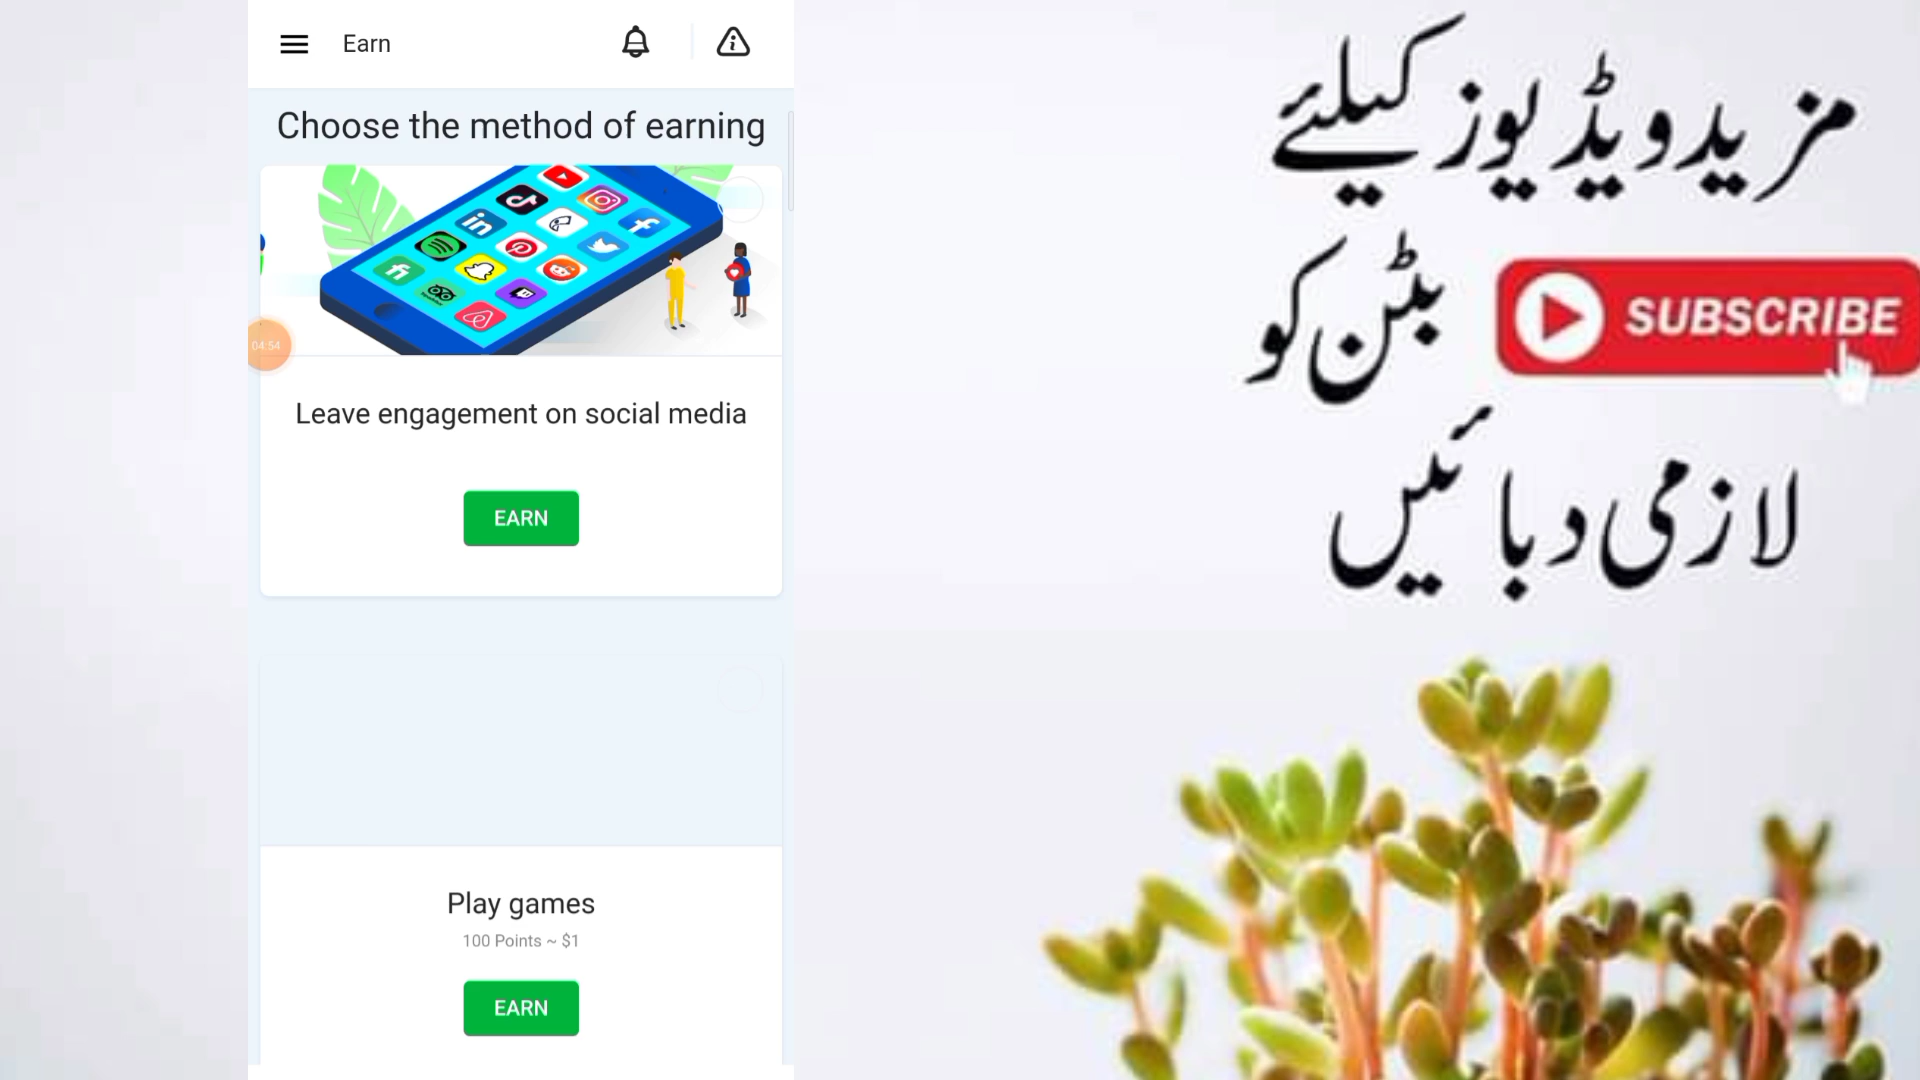 Earn
Choose the method of earning
04:54
Leave engagement on social media
EARN
Play games
100 Points ~ $1
EARN
مزید ویڈیوز کیلئے
SUBSCRIBE بٹن کو
لازمی دبائیں